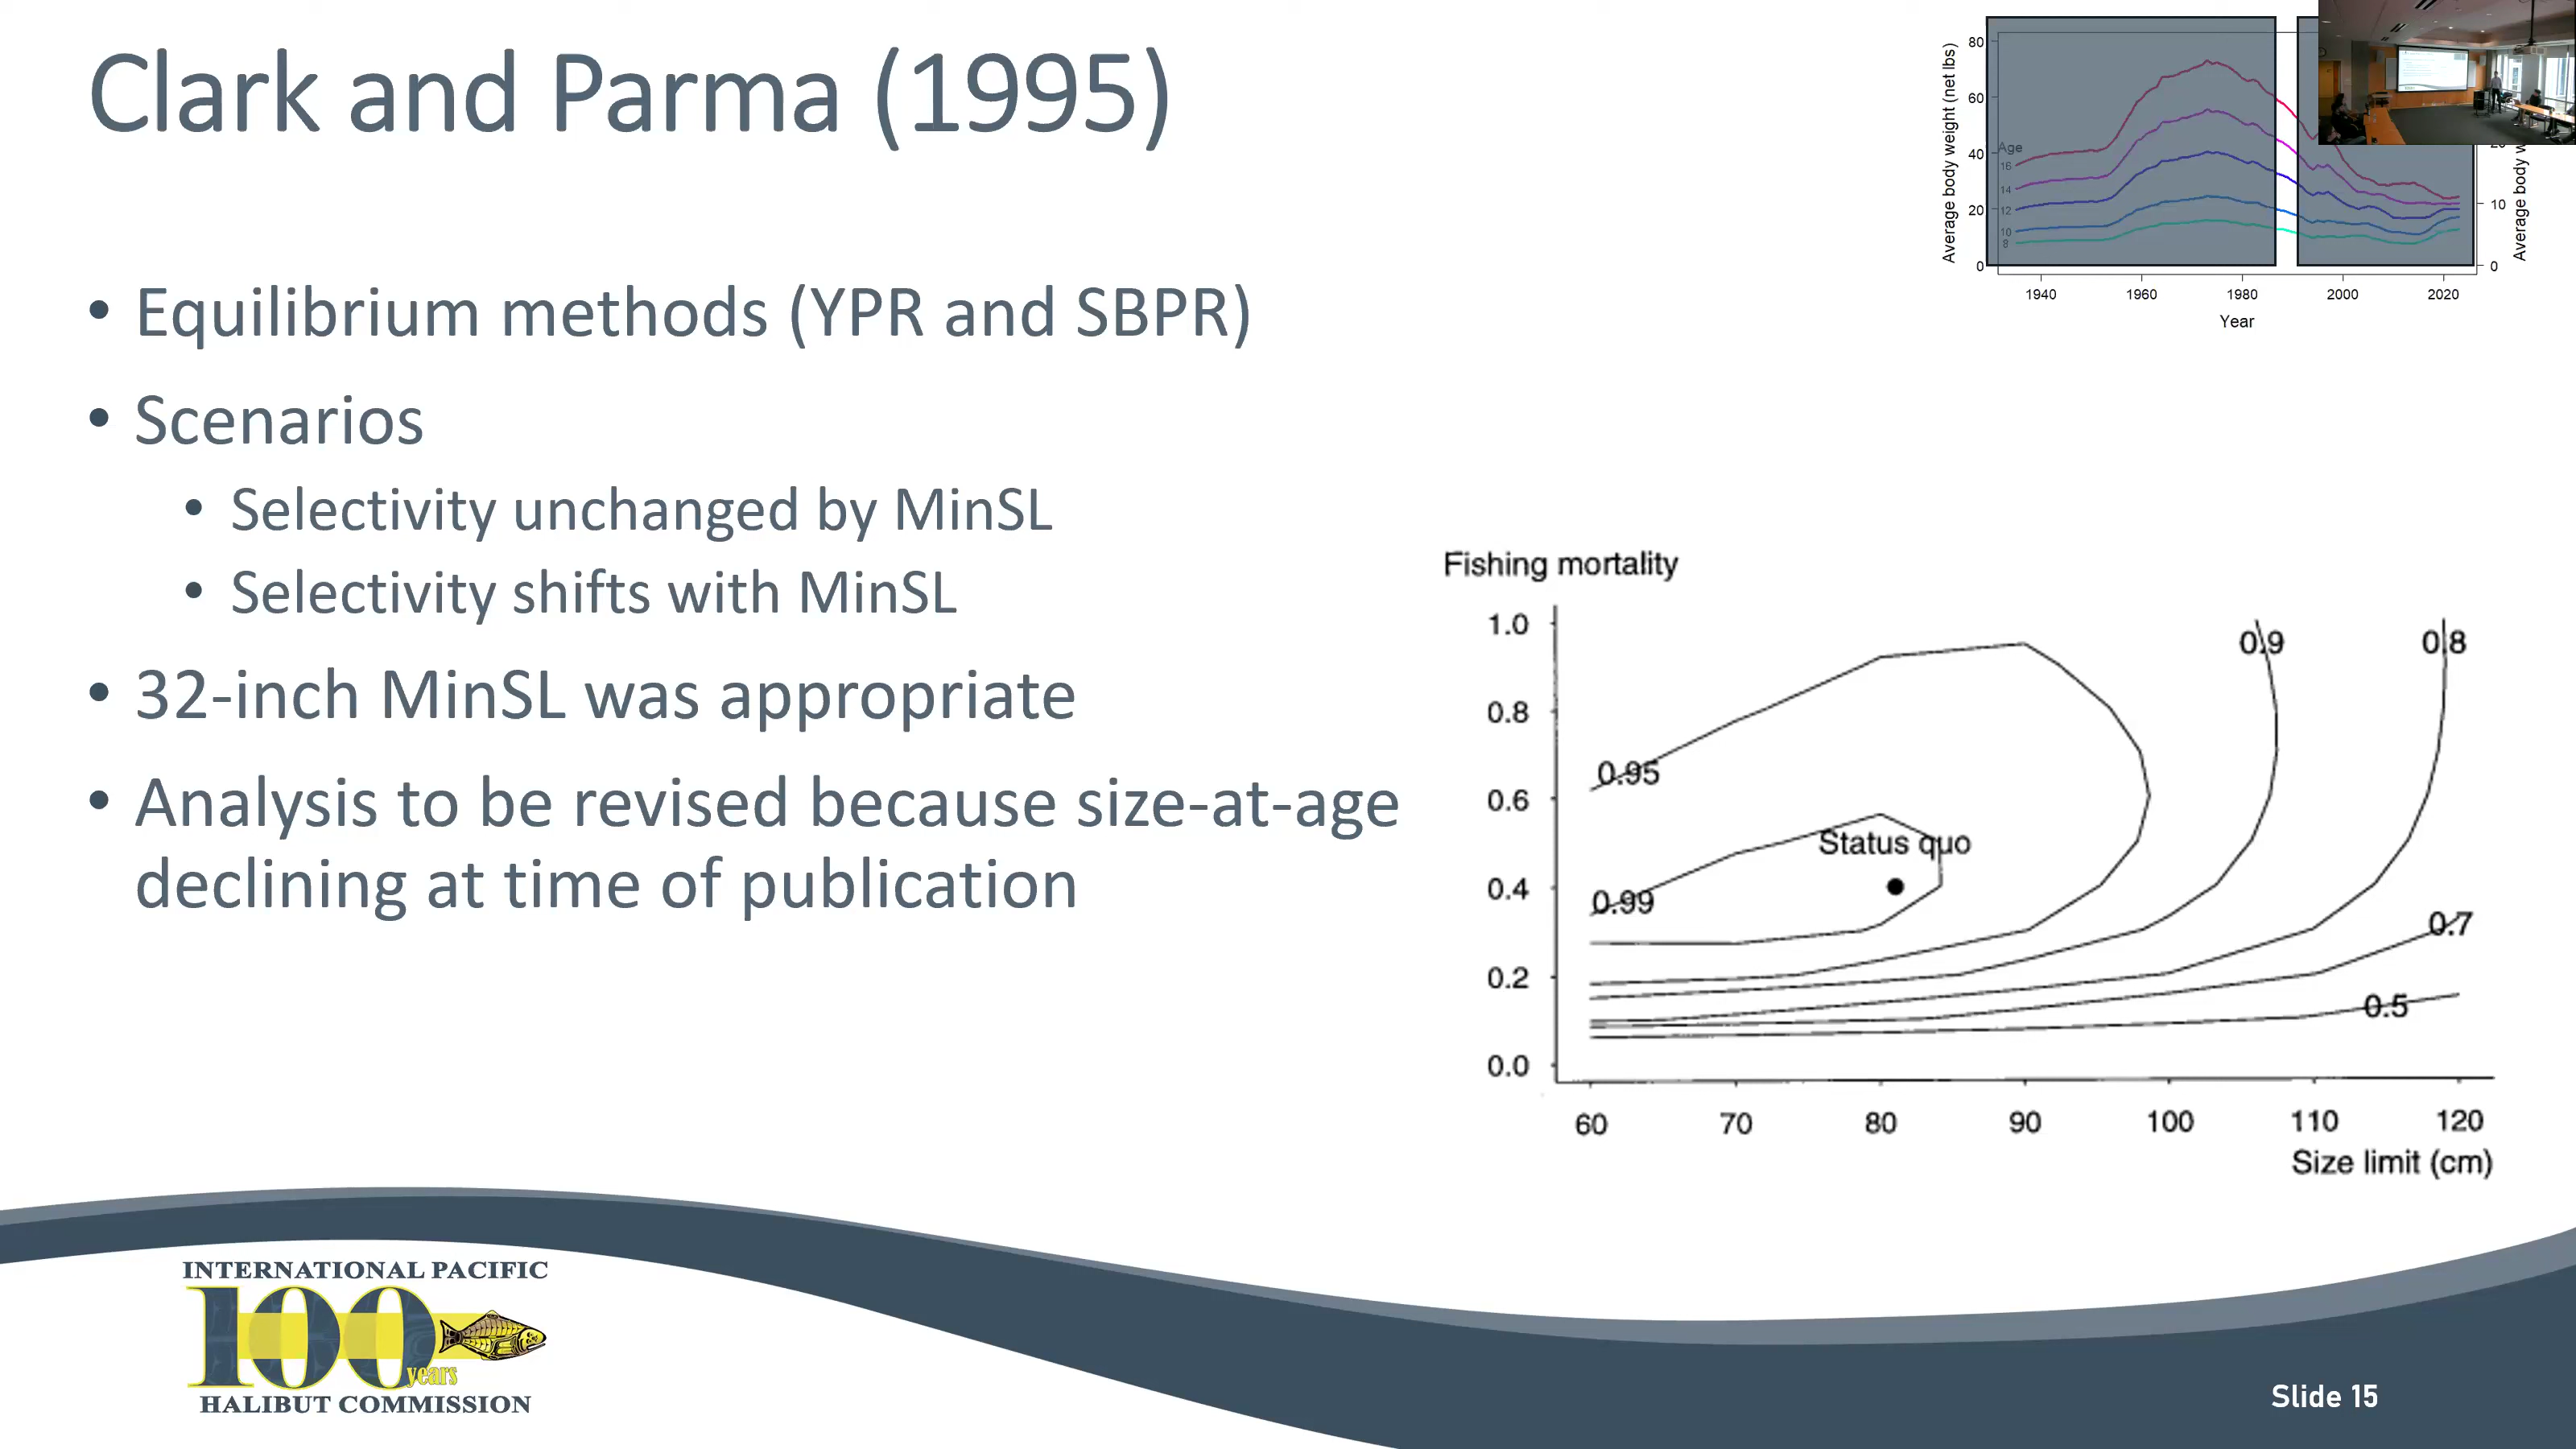 Clark and Parma (1995)
• Equilibrium methods (YPR and SBPR)
• Scenarios
• Selectivity unchanged by MinSL
• Selectivity shifts with MinSL
• 32-inch MinSL was appropriate
• Analysis to be revised because size-at-age
declining at time of publication
Average body weight (net lbs)
80
60
40
20
0
Age
16
14
12
10
8
1940
1960
1980
2000
2020
Year
10
0
Average body
Fishing mortality
1.0
0.8
0.6
0.4
0.2
0.0
0.95
0.99
Status quo
0.9
0.8
0.7
0.5
60
70
80
90
100
110
120
Size limit (cm)
INTERNATIONAL PACIFIC
100
years
HALIBUT COMMISSION
Slide 15